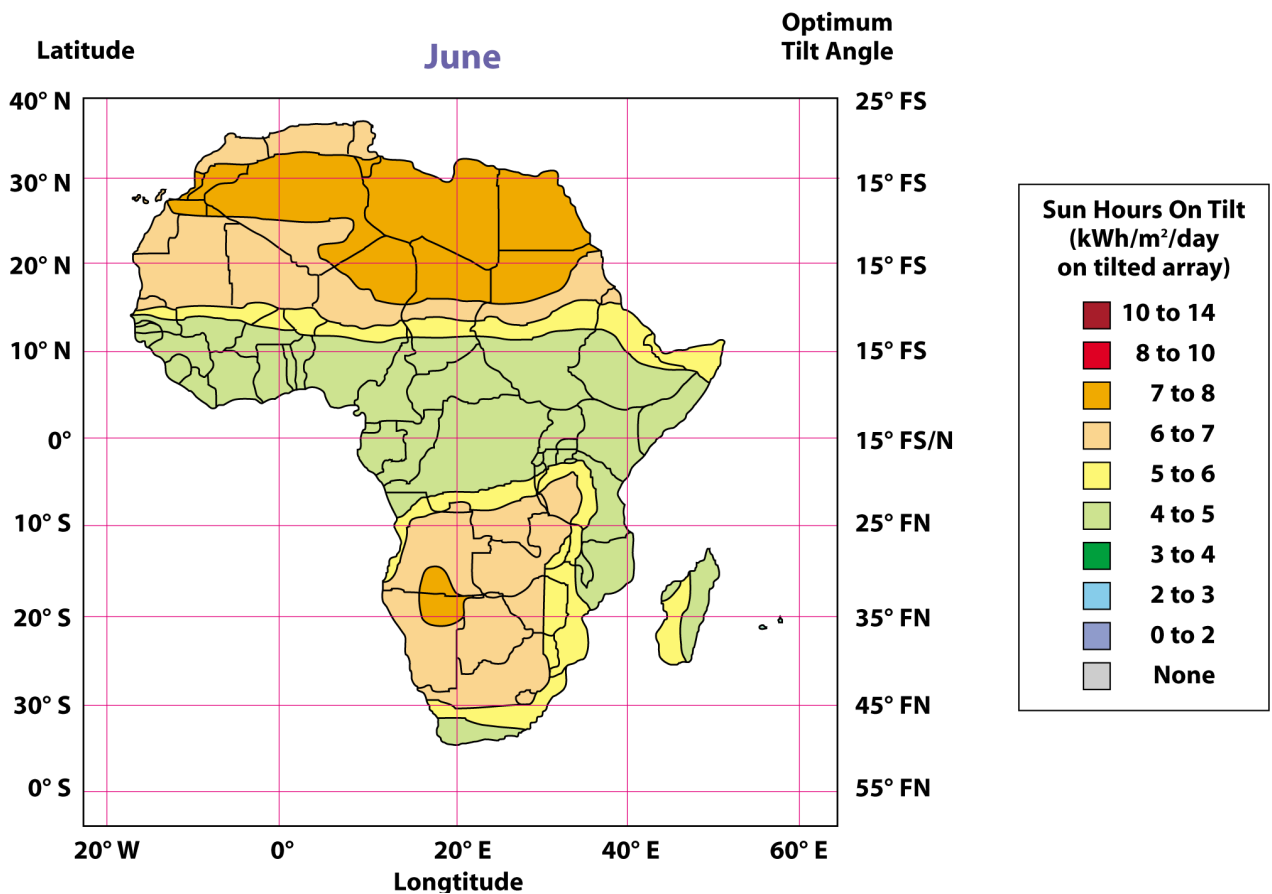 Latitude
June
Optimum
Tilt Angle
40° N
25° FS
30° N
15° FS
20° N
15° FS
10° N
15° FS
0°
15° FS/N
10° S
25° FN
20° S
35° FN
30° S
45° FN
0° S
55° FN
20° W
0°
20° E
40° E
60° E
Longtitude
Sun Hours On Tilt
(kWh/m²/day
on tilted array)
10 to 14
8 to 10
7 to 8
6 to 7
5 to 6
4 to 5
3 to 4
2 to 3
0 to 2
None